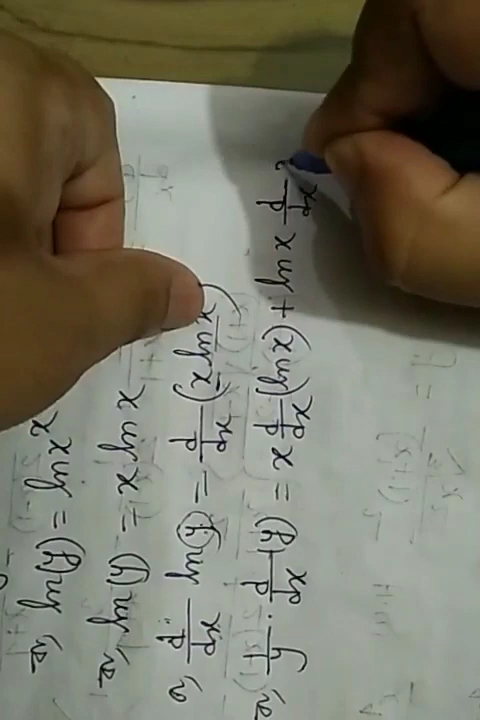 বা, ln(y) = ln x^x
বা, ln(y) = x ln x
বা, d/dx ln(y) = d/dx (x ln x)
বা, 1/y . d/dx (y) = x d/dx (ln x) + ln x d/dx